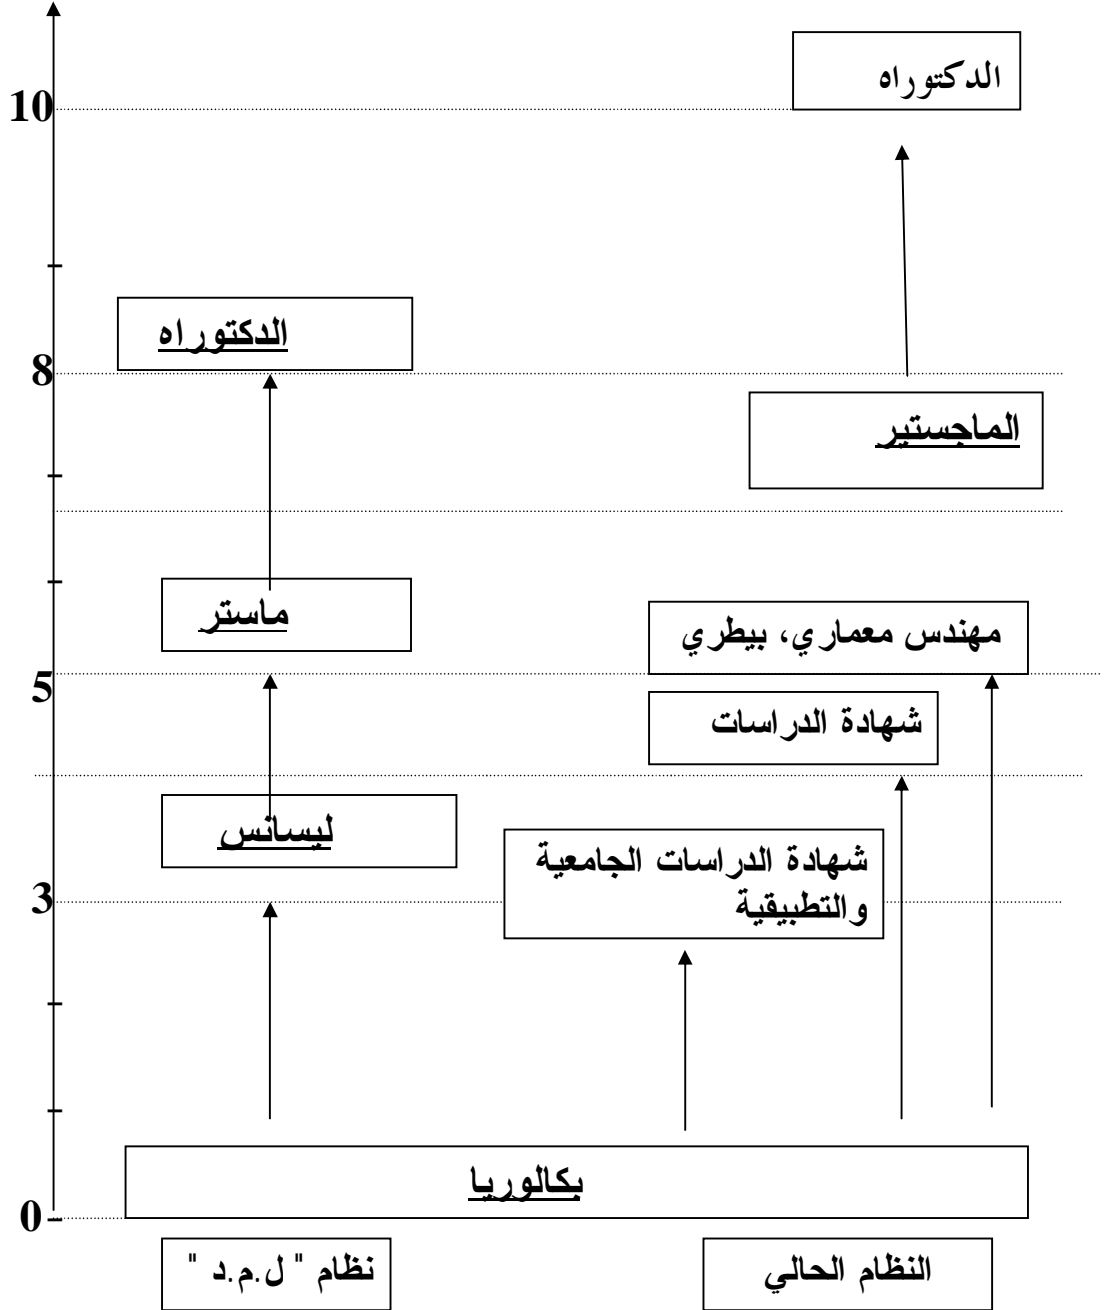 الدكتوراه
10
الدكتوراه
8
الماجستير
ماستر
مهندس معماري، بيطري
5
شهادة الدراسات
ليسانس
شهادة الدراسات الجامعية
والتطبيقية
3
بكالوريا
0
النظام الحالي
نظام " ل.م.د "